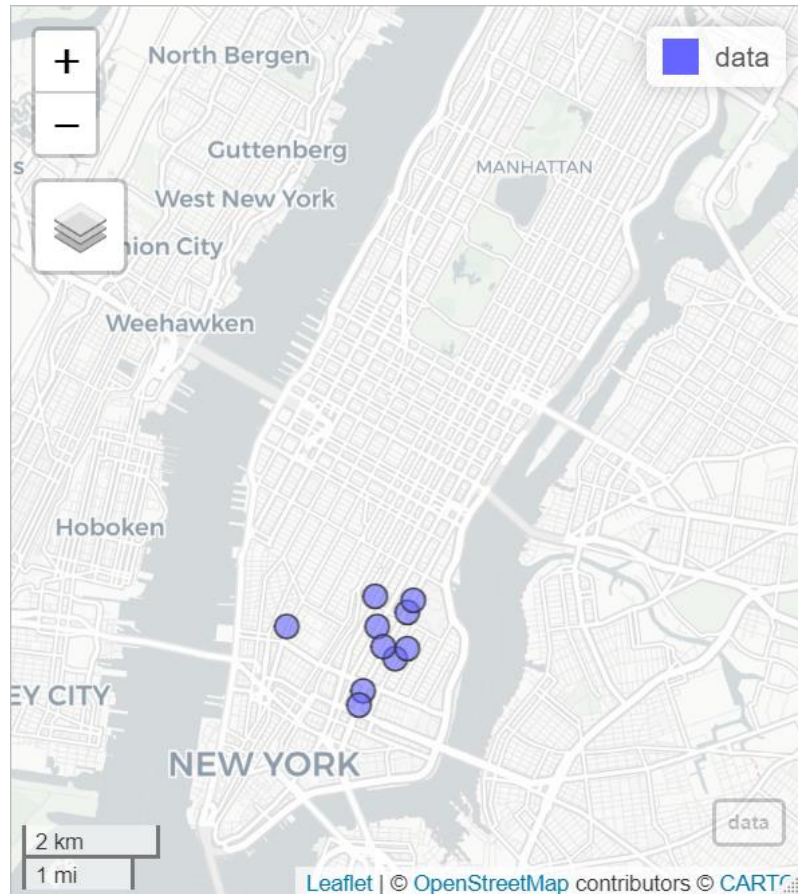 +
−
data
North Bergen
MANHATTAN
Guttenberg
s
West New York
nion City
Weehawken
Hoboken
EY CITY
NEW YORK
data
2 km
1 mi
Leaflet | © OpenStreetMap contributors © CARTO